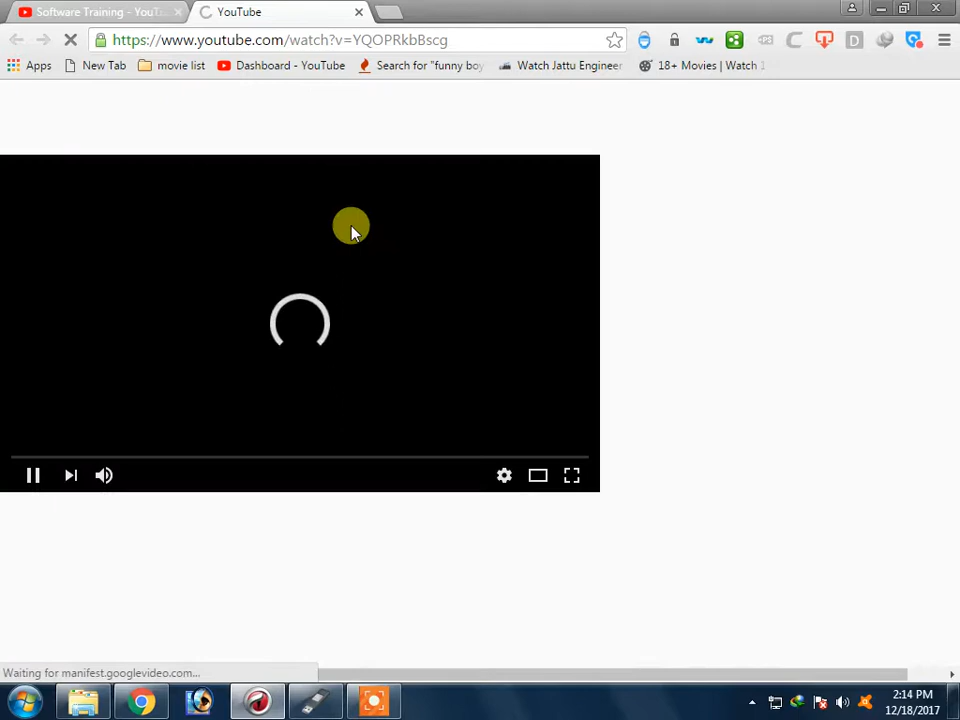 Software Training - YouTu
YouTube
https://www.youtube.com/watch?v=YQOPRkbBscg
Apps
New Tab
movie list
Dashboard - YouTube
Search for "funny boy
Watch Jattu Engineer
18+ Movies | Watch 1
Waiting for manifest.googlevideo.com...
2:14 PM
12/18/2017